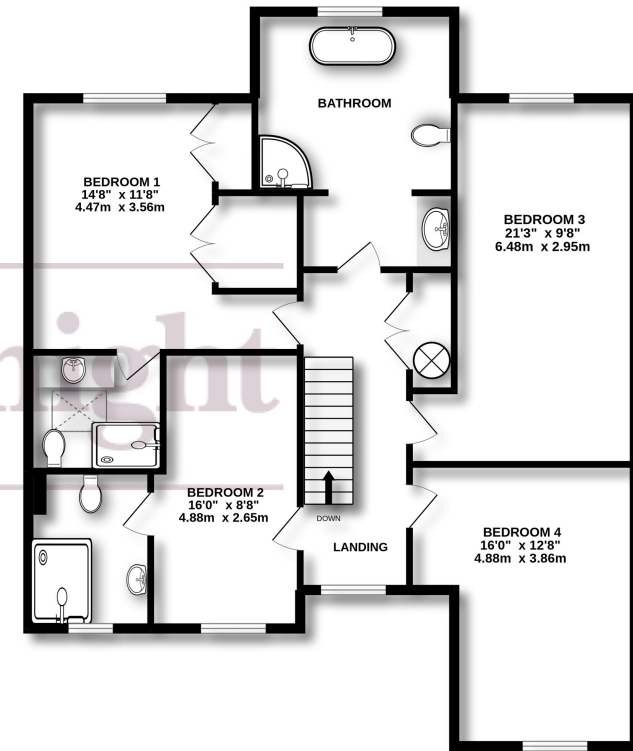 BATHROOM
BEDROOM 1
14'8" x 11'8"
4.47m x 3.56m
BEDROOM 3
21'3" x 9'8"
6.48m x 2.95m
night
BEDROOM 2
16'0" x 8'8"
4.88m x 2.65m
DOWN
LANDING
BEDROOM 4
16'0" x 12'8"
4.88m x 3.86m